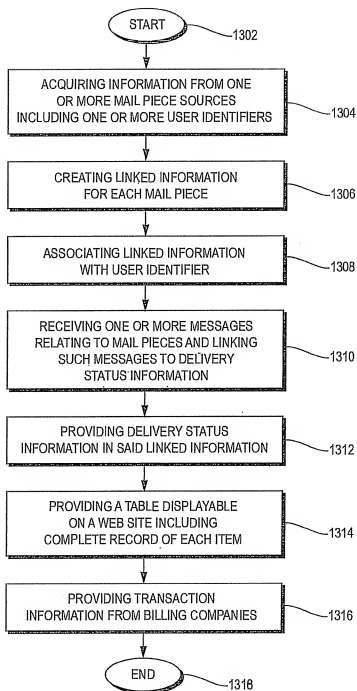 START
1302
ACQUIRING INFORMATION FROM ONE
OR MORE MAIL PIECE SOURCES
INCLUDING ONE OR MORE USER IDENTIFIERS
1304
CREATING LINKED INFORMATION
FOR EACH MAIL PIECE
1306
ASSOCIATING LINKED INFORMATION
WITH USER IDENTIFIER
1308
RECEIVING ONE OR MORE MESSAGES
RELATING TO MAIL PIECES AND LINKING
SUCH MESSAGES TO DELIVERY
STATUS INFORMATION
1310
PROVIDING DELIVERY STATUS
INFORMATION IN SAID LINKED INFORMATION
1312
PROVIDING A TABLE DISPLAYABLE
ON A WEB SITE INCLUDING
COMPLETE RECORD OF EACH ITEM
1314
PROVIDING TRANSACTION
INFORMATION FROM BILLING COMPANIES
1316
END
1318